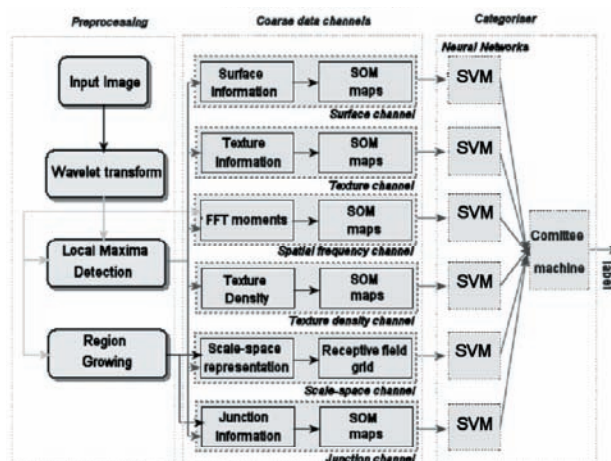 Preprocessing
Coarse data channels
Categoriser
Input Image
Wavelet transform
Local Maxima
Detection
Region
Growing
Surface
Information
SOM
maps
Surface channel
Texture
Information
SOM
maps
Texture channel
FFT moments
SOM
maps
Spatial frequency channel
Texture
Density
SOM
maps
Texture density channel
Scale-space
representation
Receptive field
grid
Scale-space channel
Junction
Information
SOM
maps
Junction channel
Neural Networks
SVM
SVM
SVM
SVM
SVM
SVM
Comittee
machine
label